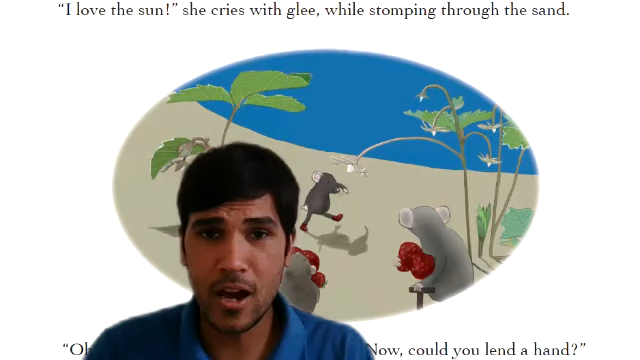 “I love the sun!” she cries with glee, while stomping through the sand.
“Oh Now, could you lend a hand?”